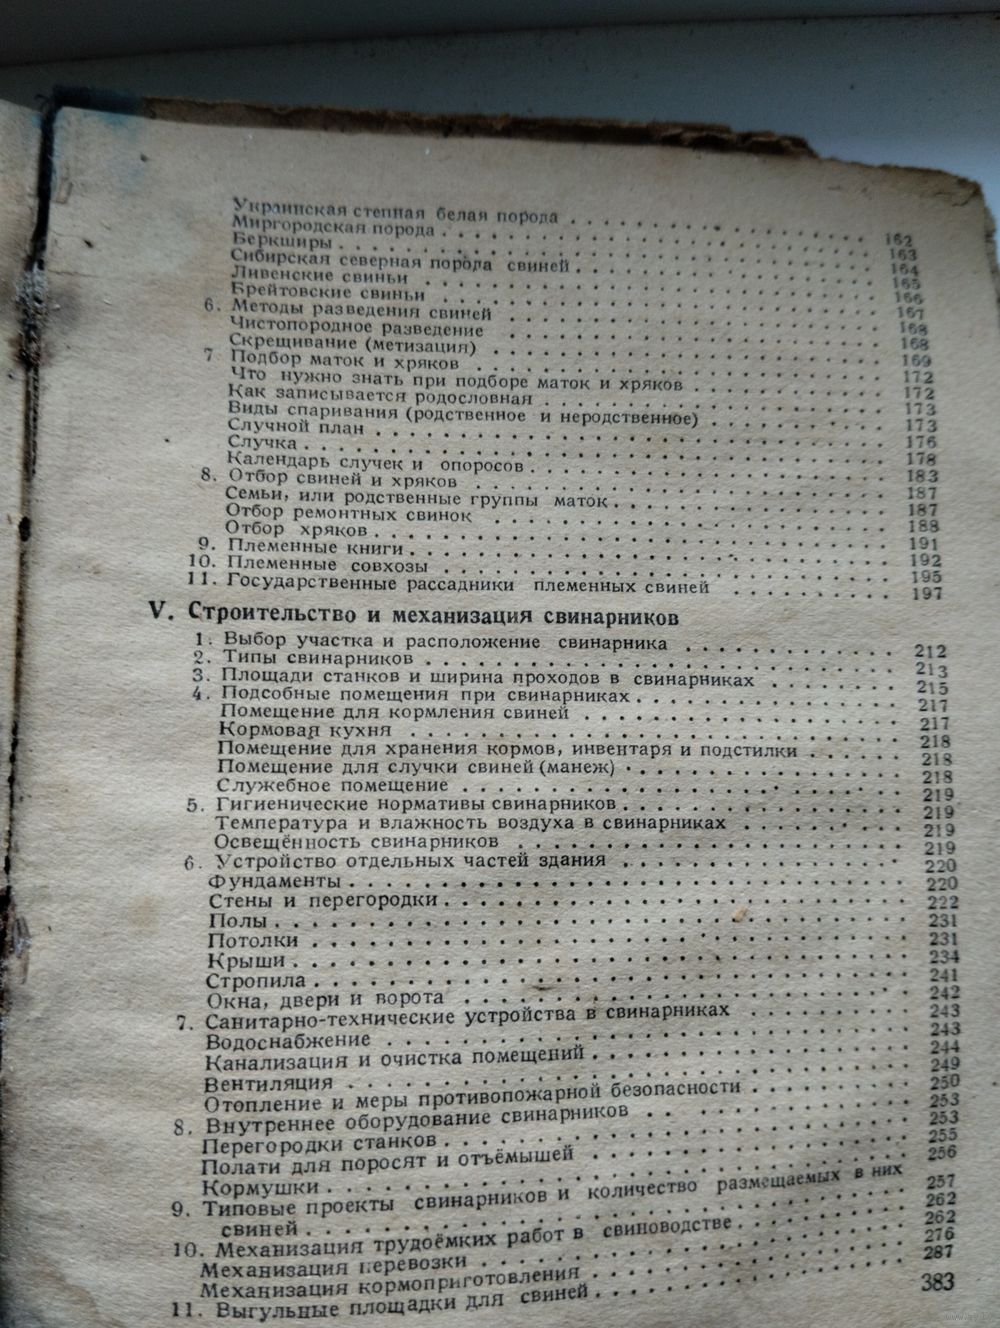 Украинская степная белая порода . . . 162
Миргородская порода . . . 163
Беркширы . . . 164
Сибирская северная порода свиней . . . 165
Ливенские свиньи . . . 166
Брейтовские свиньи . . . 167
6. Методы разведения свиней . . . 168
Чистопородное разведение . . . 168
Скрещивание (метизация) . . . 169
7 Подбор маток и хряков . . . 172
Что нужно знать при подборе маток и хряков . . . 172
Как записывается родословная . . . 173
Виды спаривания (родственное и неродственное) . . . 173
Случной план . . . 176
Случка . . . 178
Календарь случек и опоросов . . . 183
8. Отбор свиней и хряков . . . 187
Семьи, или родственные группы маток . . . 187
Отбор ремонтных свинок . . . 188
Отбор хряков . . . 191
9. Племенные книги . . . 192
10. Племенные совхозы . . . 195
11. Государственные рассадники племенных свиней . . . 197
V. Строительство и механизация свинарников
1. Выбор участка и расположение свинарника . . . 212
2. Типы свинарников . . . 213
3. Площади станков и ширина проходов в свинарниках . . . 215
4. Подсобные помещения при свинарниках . . . 217
Помещение для кормления свиней . . . 217
Кормовая кухня . . . 218
Помещение для хранения кормов, инвентаря и подстилки . . . 218
Помещение для случки свиней (манеж) . . . 218
Служебное помещение . . . 219
5. Гигиенические нормативы свинарников . . . 219
Температура и влажность воздуха в свинарниках . . . 219
Освещённость свинарников . . . 219
6. Устройство отдельных частей здания . . . 220
Фундаменты . . . 220
Стены и перегородки . . . 222
Полы . . . 231
Потолки . . . 231
Крыши . . . 234
Стропила . . . 241
Окна, двери и ворота . . . 242
7. Санитарно-технические устройства в свинарниках . . . 243
Водоснабжение . . . 243
Канализация и очистка помещений . . . 244
Вентиляция . . . 249
Отопление и меры противопожарной безопасности . . . 250
8. Внутреннее оборудование свинарников . . . 253
Перегородки станков . . . 253
Полати для поросят и отъёмышей . . . 255
Кормушки . . . 256
9. Типовые проекты свинарников и количество размещаемых в них
свиней . . . 257
10. Механизация трудоёмких работ в свиноводстве . . . 262
Механизация перевозки . . . 262
Механизация кормоприготовления . . . 276
11. Выгульные площадки для свиней . . . 287
383